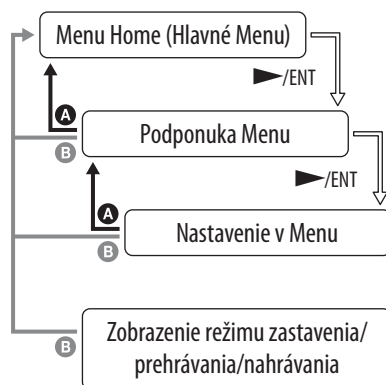 Menu Home (Hlavné Menu)
►/ENT
A
Podponuka Menu
B
►/ENT
A
Nastavenie v Menu
B
Zobrazenie režimu zastavenia/
B
prehrávania/nahrávania